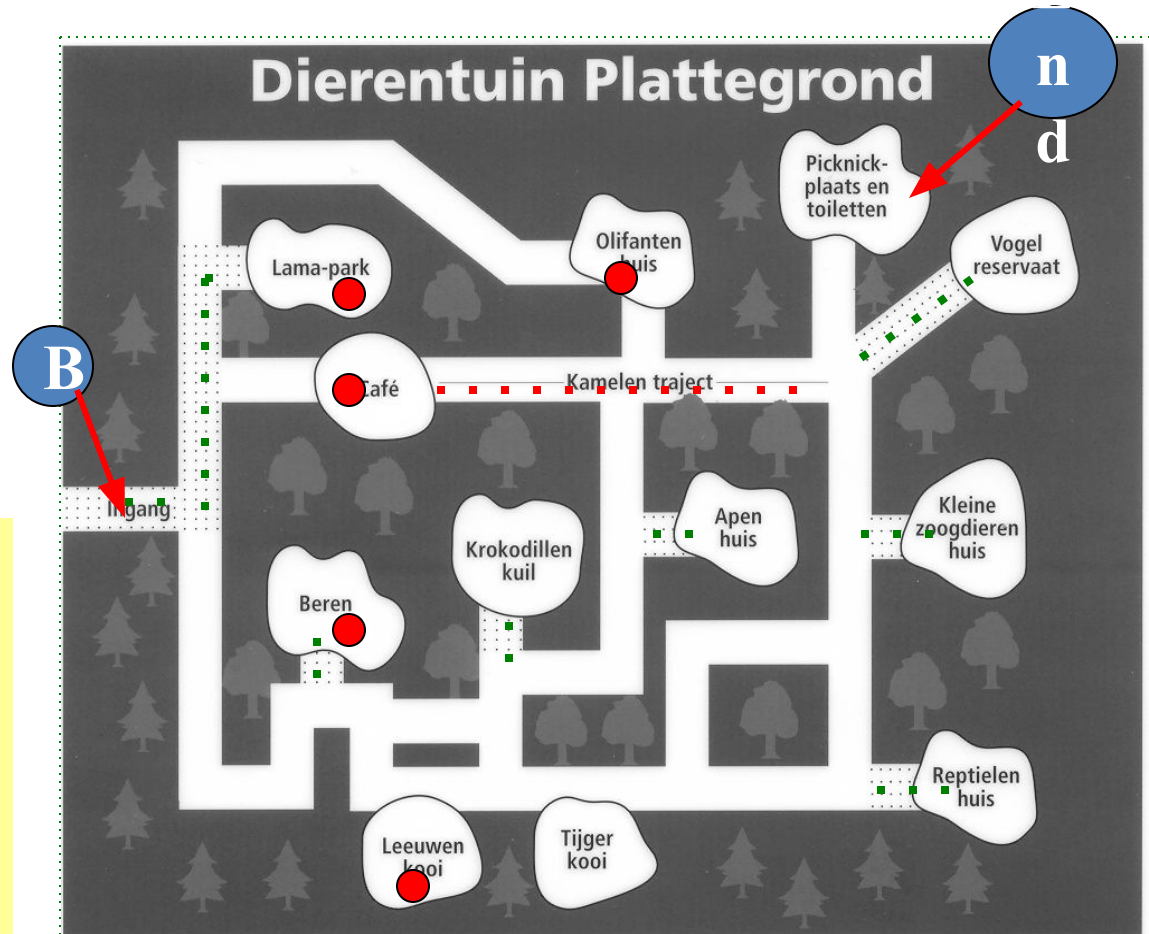 n
d
Dierentuin Plattegrond
Picknick-
plaats en
toiletten
Olifanten
huis
Vogel
reservaat
Lama-park
B
Café
Kamelen traject
Ingang
Kleine
zoogdieren
huis
Apen
huis
Krokodillen
kuil
Beren
Reptielen
huis
Leeuwen
kooi
Tijger
kooi